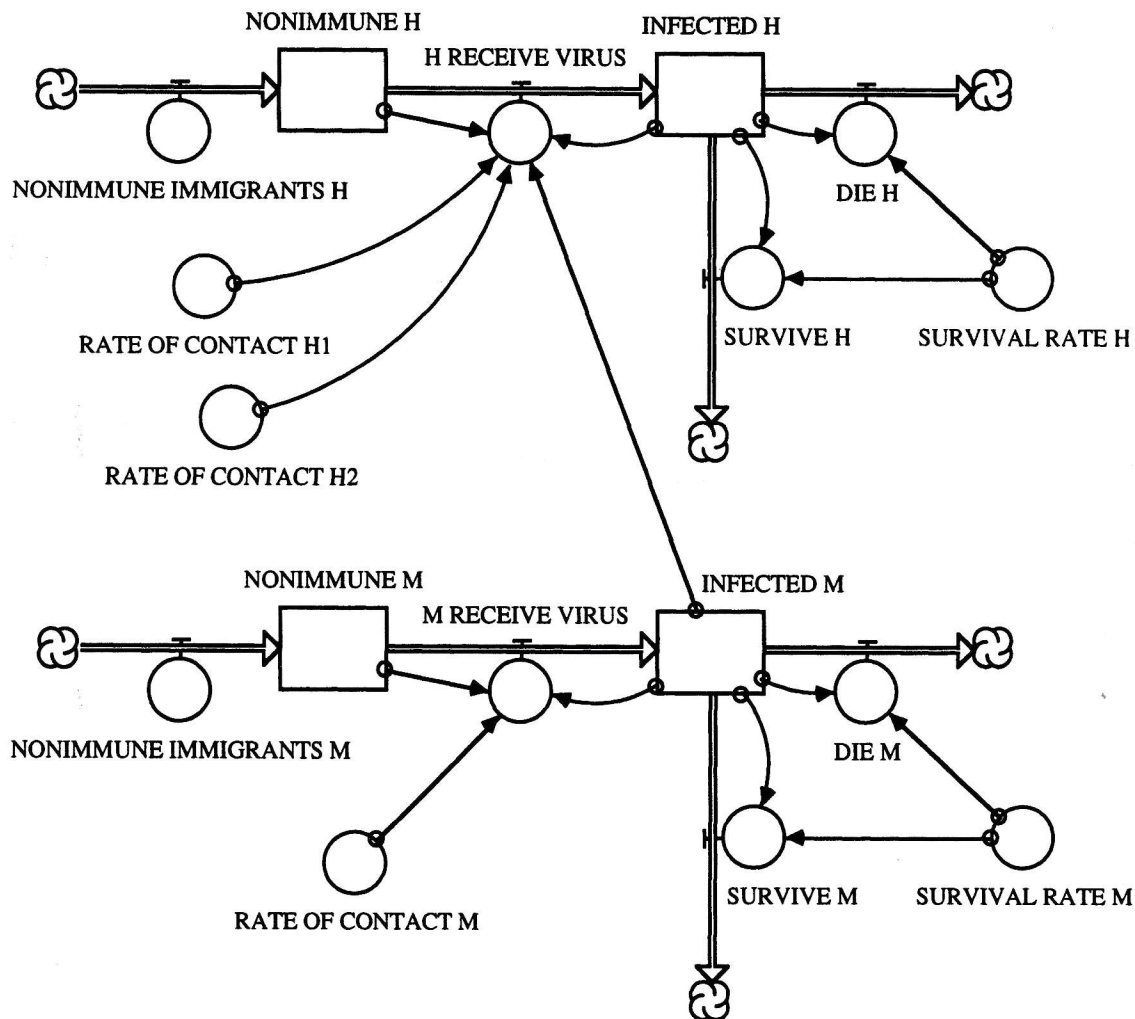 NONIMMUNE H
INFECTED H
H RECEIVE VIRUS
NONIMMUNE IMMIGRANTS H
DIE H
RATE OF CONTACT H1
SURVIVE H
SURVIVAL RATE H
RATE OF CONTACT H2
NONIMMUNE M
INFECTED M
M RECEIVE VIRUS
NONIMMUNE IMMIGRANTS M
DIE M
RATE OF CONTACT M
SURVIVE M
SURVIVAL RATE M